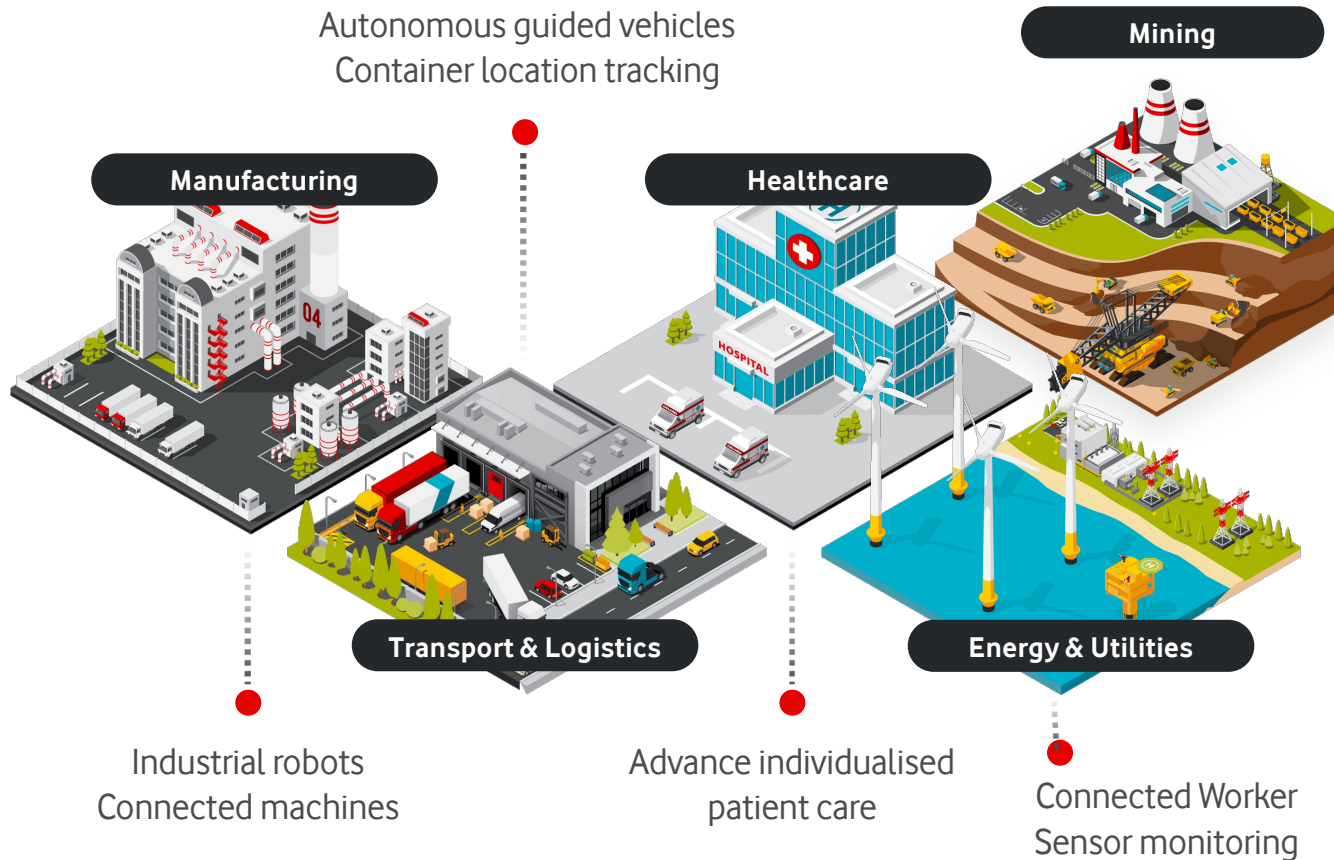 Autonomous guided vehicles
Container location tracking
Mining
Manufacturing
Healthcare
H
04
HOSPITAL
H
Transport & Logistics
Energy & Utilities
Industrial robots
Connected machines
Advance individualised
patient care
Connected Worker
Sensor monitoring